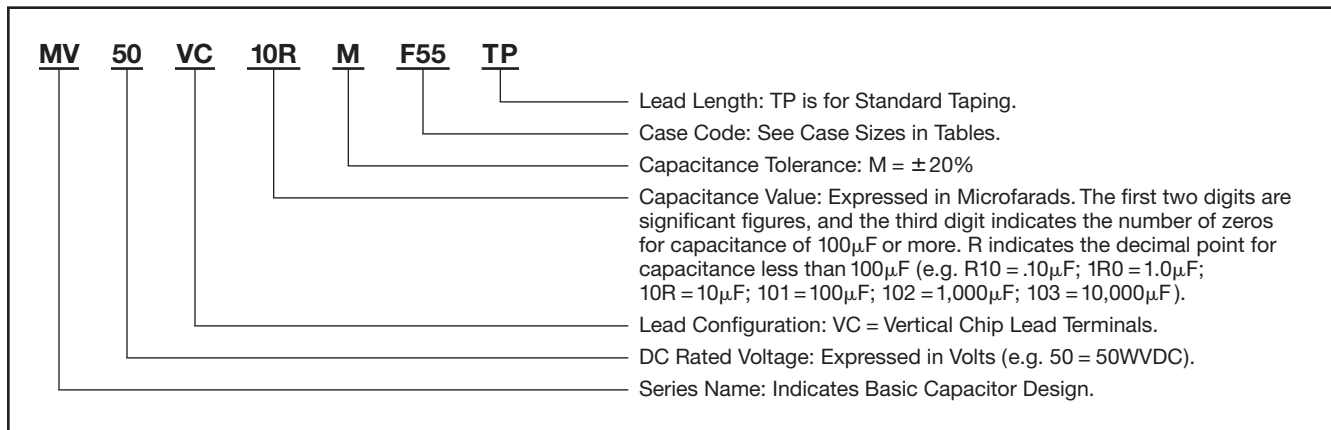 MV 50 VC 10R M F55 TP
Lead Length: TP is for Standard Taping.
Case Code: See Case Sizes in Tables.
Capacitance Tolerance: M = ±20%
Capacitance Value: Expressed in Microfarads. The first two digits are
significant figures, and the third digit indicates the number of zeros
for capacitance of 100µF or more. R indicates the decimal point for
capacitance less than 100µF (e.g. R10 = .10µF; 1R0 = 1.0µF;
10R = 10µF; 101 = 100µF; 102 = 1,000µF; 103 = 10,000µF).
Lead Configuration: VC = Vertical Chip Lead Terminals.
DC Rated Voltage: Expressed in Volts (e.g. 50 = 50WVDC).
Series Name: Indicates Basic Capacitor Design.